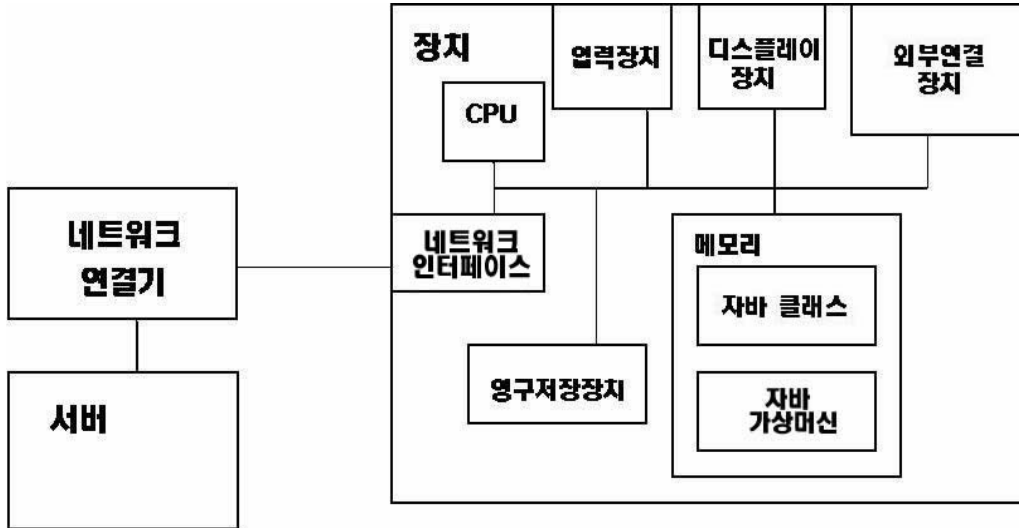 장치
CPU
입력장치
디스플레이
장치
외부연결
장치
네트워크
연결기
네트워크
인터페이스
메모리
자바 클래스
영구저장장치
자바
가상머신
서버